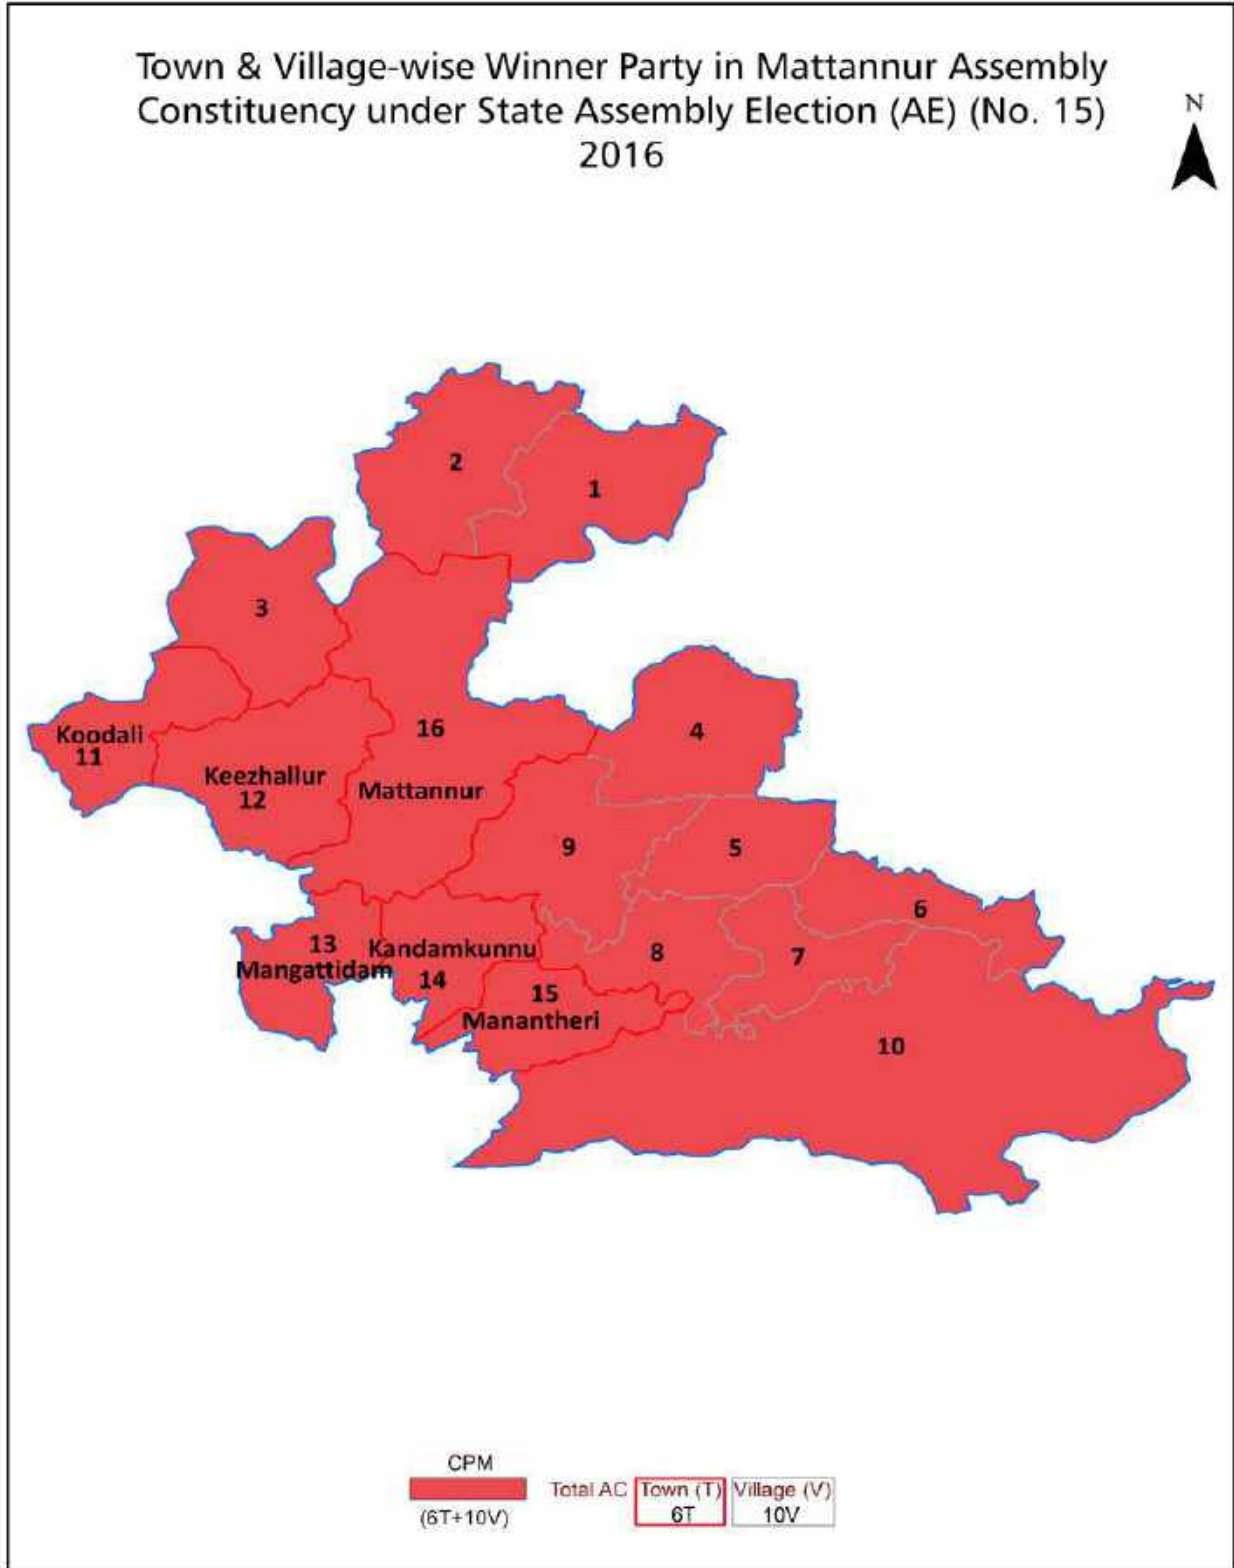 Town & Village-wise Winner Party in Mattannur Assembly
Constituency under State Assembly Election (AE) (No. 15)
2016
N
2
1
3
16
4
Koodali
11
Keezhallur
12
Mattannur
9
5
6
13
Mangattidam
Kandamkunnu
14
8
7
15
Manantheri
10
CPM
(6T+10V)
Total AC
Town (T)
6T
Village (V)
10V